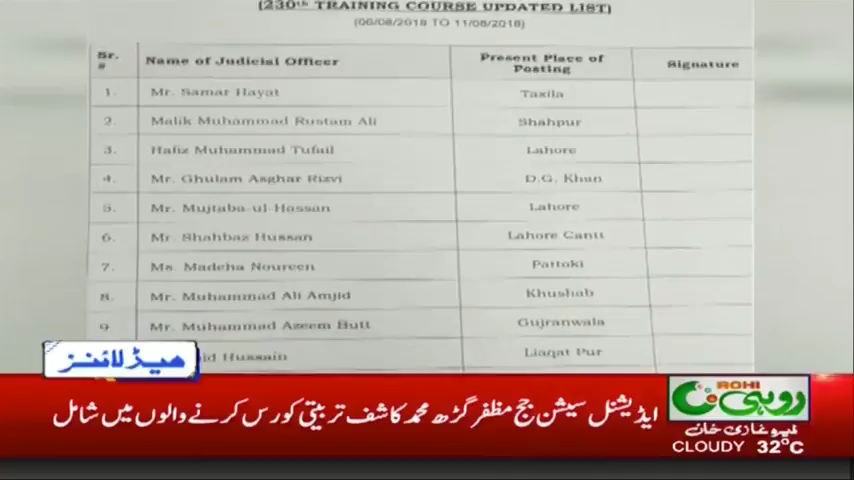 (230th TRAINING COURSE UPDATED LIST)
(06/08/2018 TO 11/08/2018)
Sr. # Name of Judicial Officer Present Place of Posting Signature
1. Mr. Samar Hayat Taxila
2. Malik Muhammad Rustam Ali Shahpur
3. Hafiz Muhammad Tufail Lahore
4. Mr. Ghulam Asghar Rizvi D.G. Khan
5. Mr. Mujtaba-ul-Hassan Lahore
6. Mr. Shahbaz Hussan Lahore Cantt
7. Ms. Madeha Noureen Pattoki
8. Mr. Muhammad Ali Amjid Khushab
9. Mr. Muhammad Azeem Butt Gujranwala
Hussain Liaqat Pur
ہیڈلائنز
ایڈیشنل سیشن جج مظفر گڑھ محمد کاشف تربیتی کورس کرنے والوں میں شامل
ROHI
روہی
غازی خان
CLOUDY 32°C